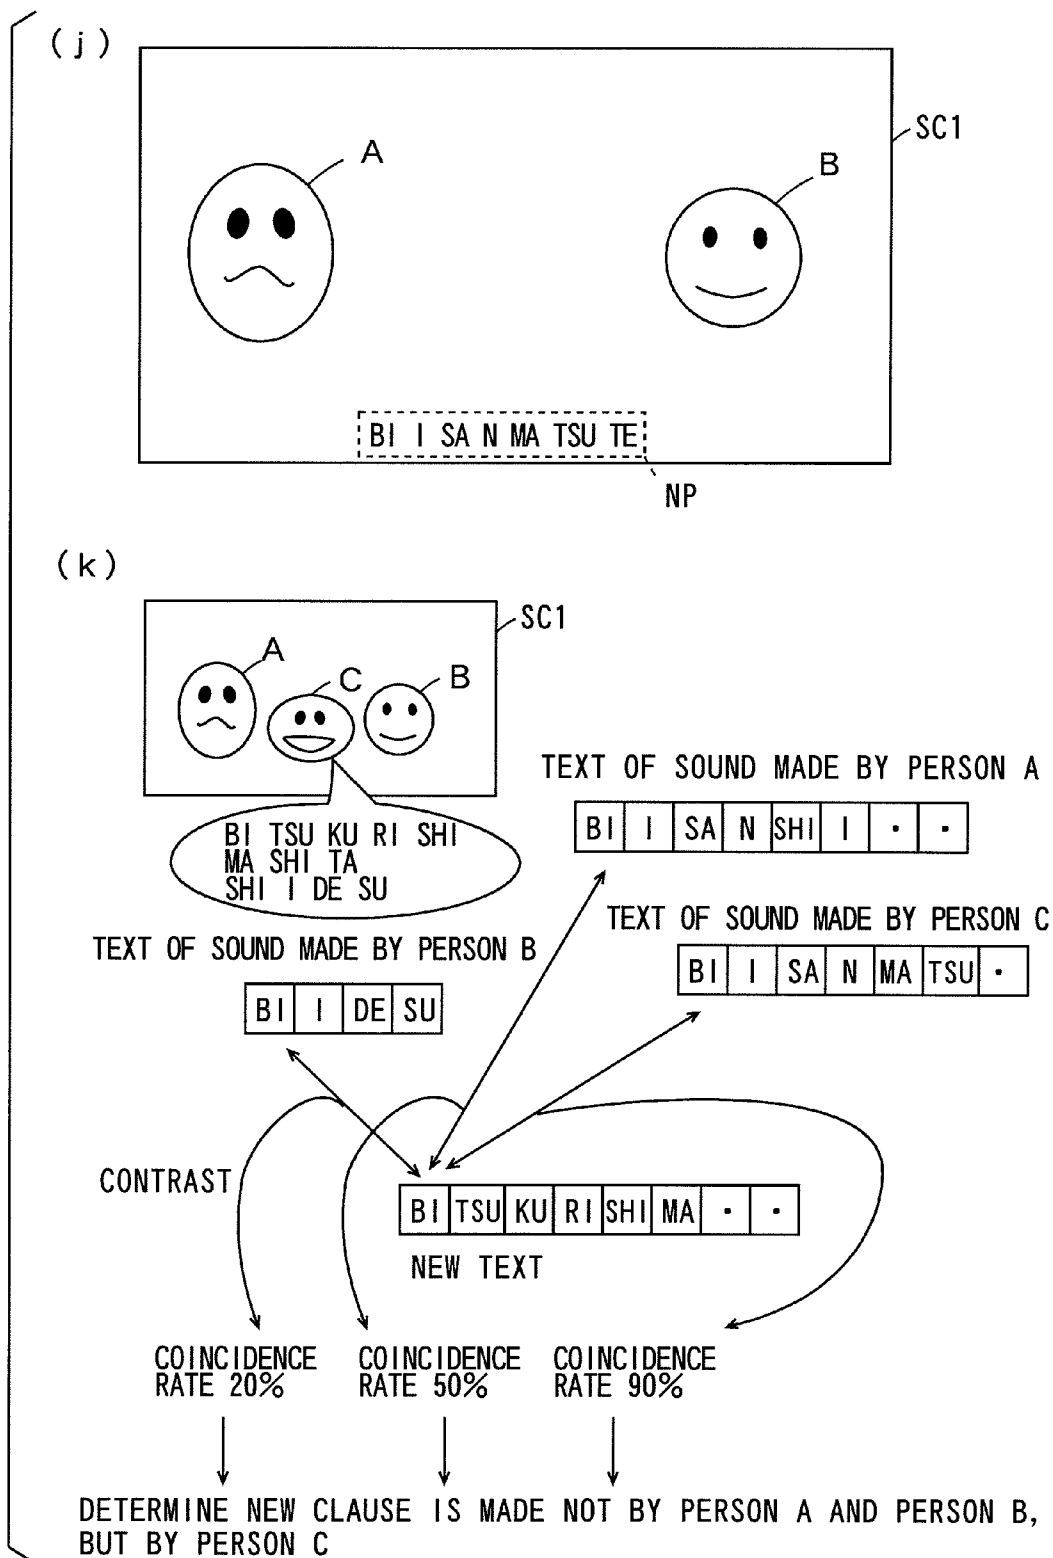 (j)
SC1
A
B
BI I SA N MA TSU TE
NP
(k)
SC1
A
C
B
BI TSU KU RI SHI
MA SHI TA
SHI I DE SU
TEXT OF SOUND MADE BY PERSON A
BI I SA N SHI I · ·
TEXT OF SOUND MADE BY PERSON C
BI I SA N MA TSU ·
TEXT OF SOUND MADE BY PERSON B
BI I DE SU
CONTRAST
BI TSU KU RI SHI MA · ·
NEW TEXT
COINCIDENCE
RATE 20%
COINCIDENCE
RATE 50%
COINCIDENCE
RATE 90%
DETERMINE NEW CLAUSE IS MADE NOT BY PERSON A AND PERSON B,
BUT BY PERSON C